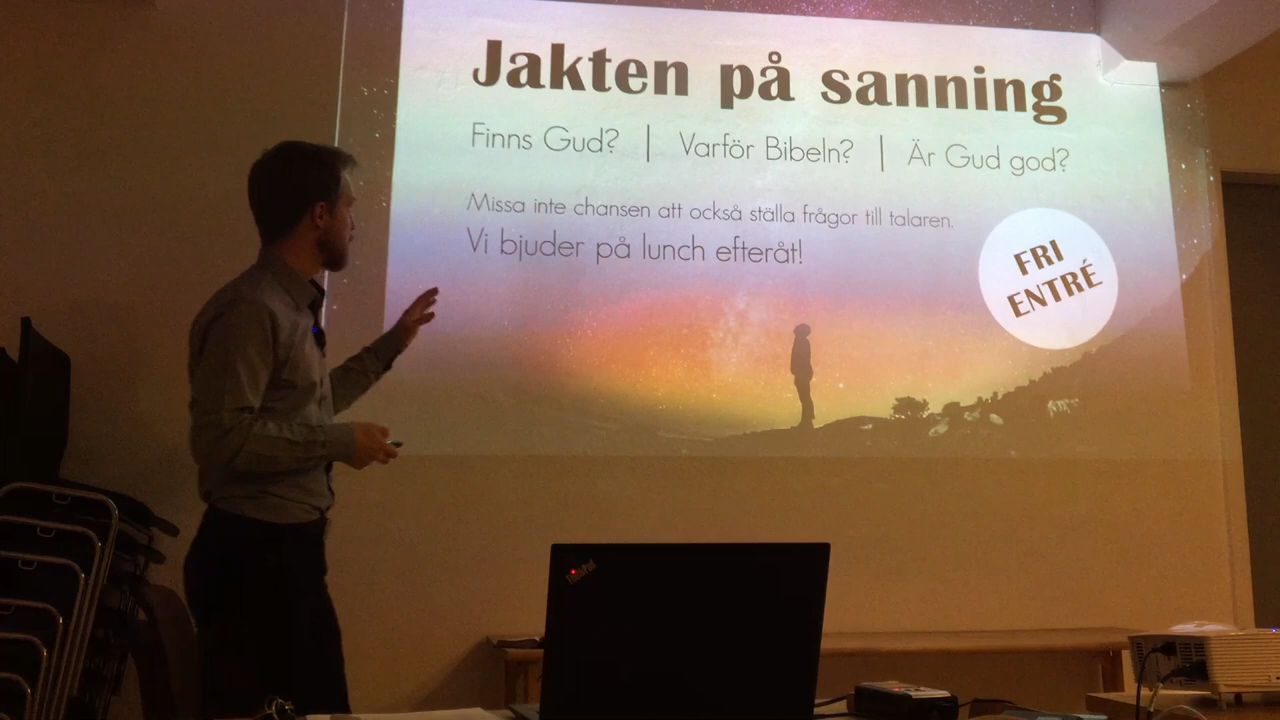 Jakten på sanning
Finns Gud? | Varför Bibeln? | Är Gud god?
Missa inte chansen att också ställa frågor till talaren.
Vi bjuder på lunch efteråt!
FRI
ENTRÉ
ThinkPad